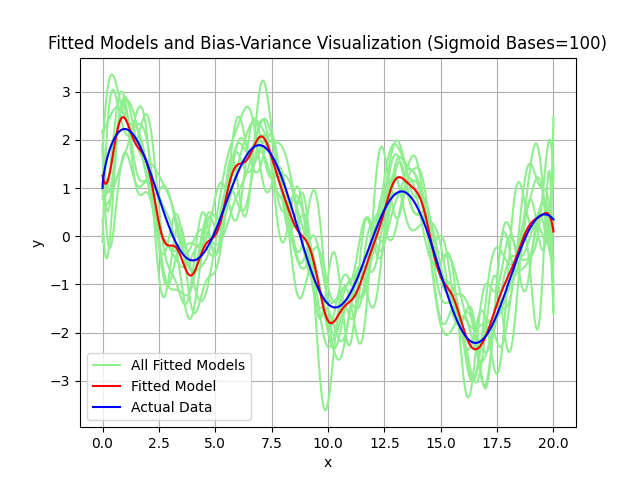 Fitted Models and Bias-Variance Visualization (Sigmoid Bases=100)
3
2
1
0
−1
−2
−3
y
All Fitted Models
Fitted Model
Actual Data
0.0 2.5 5.0 7.5 10.0 12.5 15.0 17.5 20.0
x